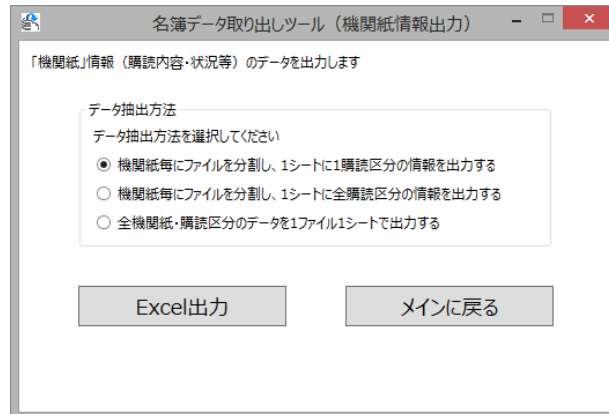 名簿データ取り出しツール（機関紙情報出力）
「機関紙」情報（購読内容・状況等）のデータを出力します
データ抽出方法
データ抽出方法を選択してください
機関紙毎にファイルを分割し、1シートに1購読区分の情報を出力する
機関紙毎にファイルを分割し、1シートに全購読区分の情報を出力する
全機関紙・購読区分のデータを1ファイル1シートで出力する
Excel出力
メインに戻る